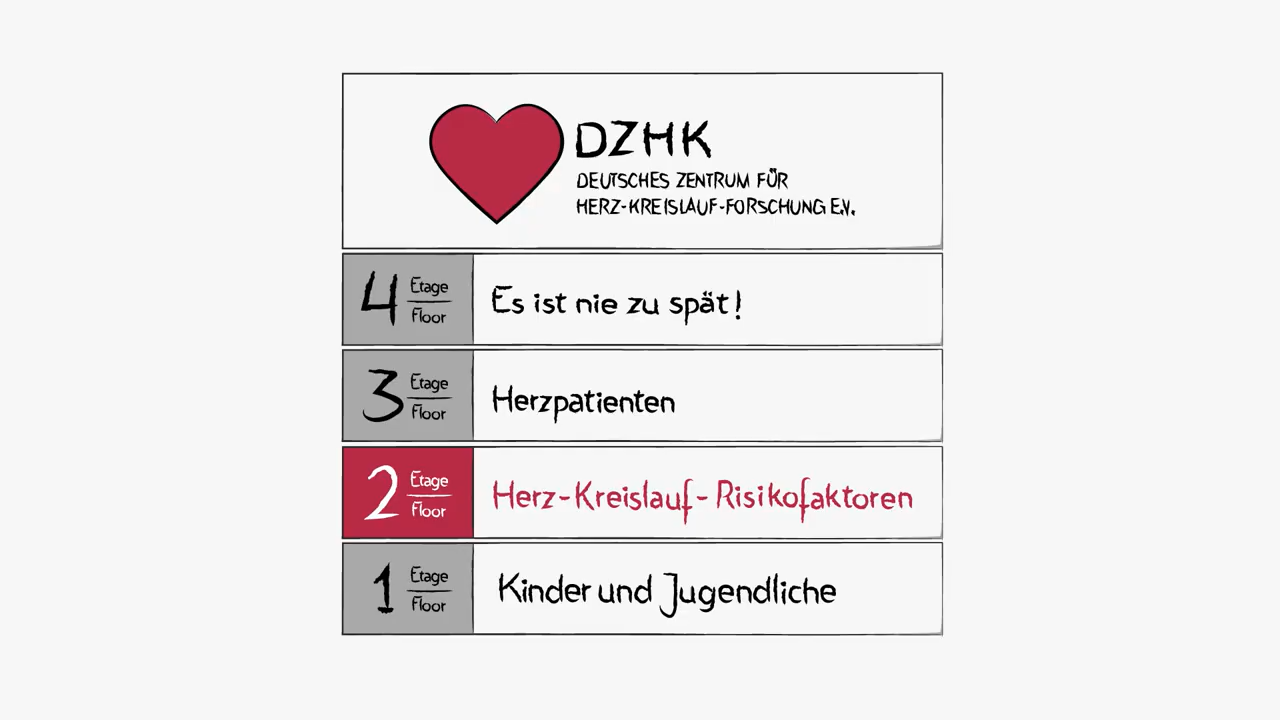 DZHK
DEUTSCHES ZENTRUM FÜR
HERZ-KREISLAUF-FORSCHUNG E.V.
4 Etage
Floor
Es ist nie zu spät!
3 Etage
Floor
Herzpatienten
2 Etage
Floor
Herz-Kreislauf-Risikofaktoren
1 Etage
Floor
Kinder und Jugendliche